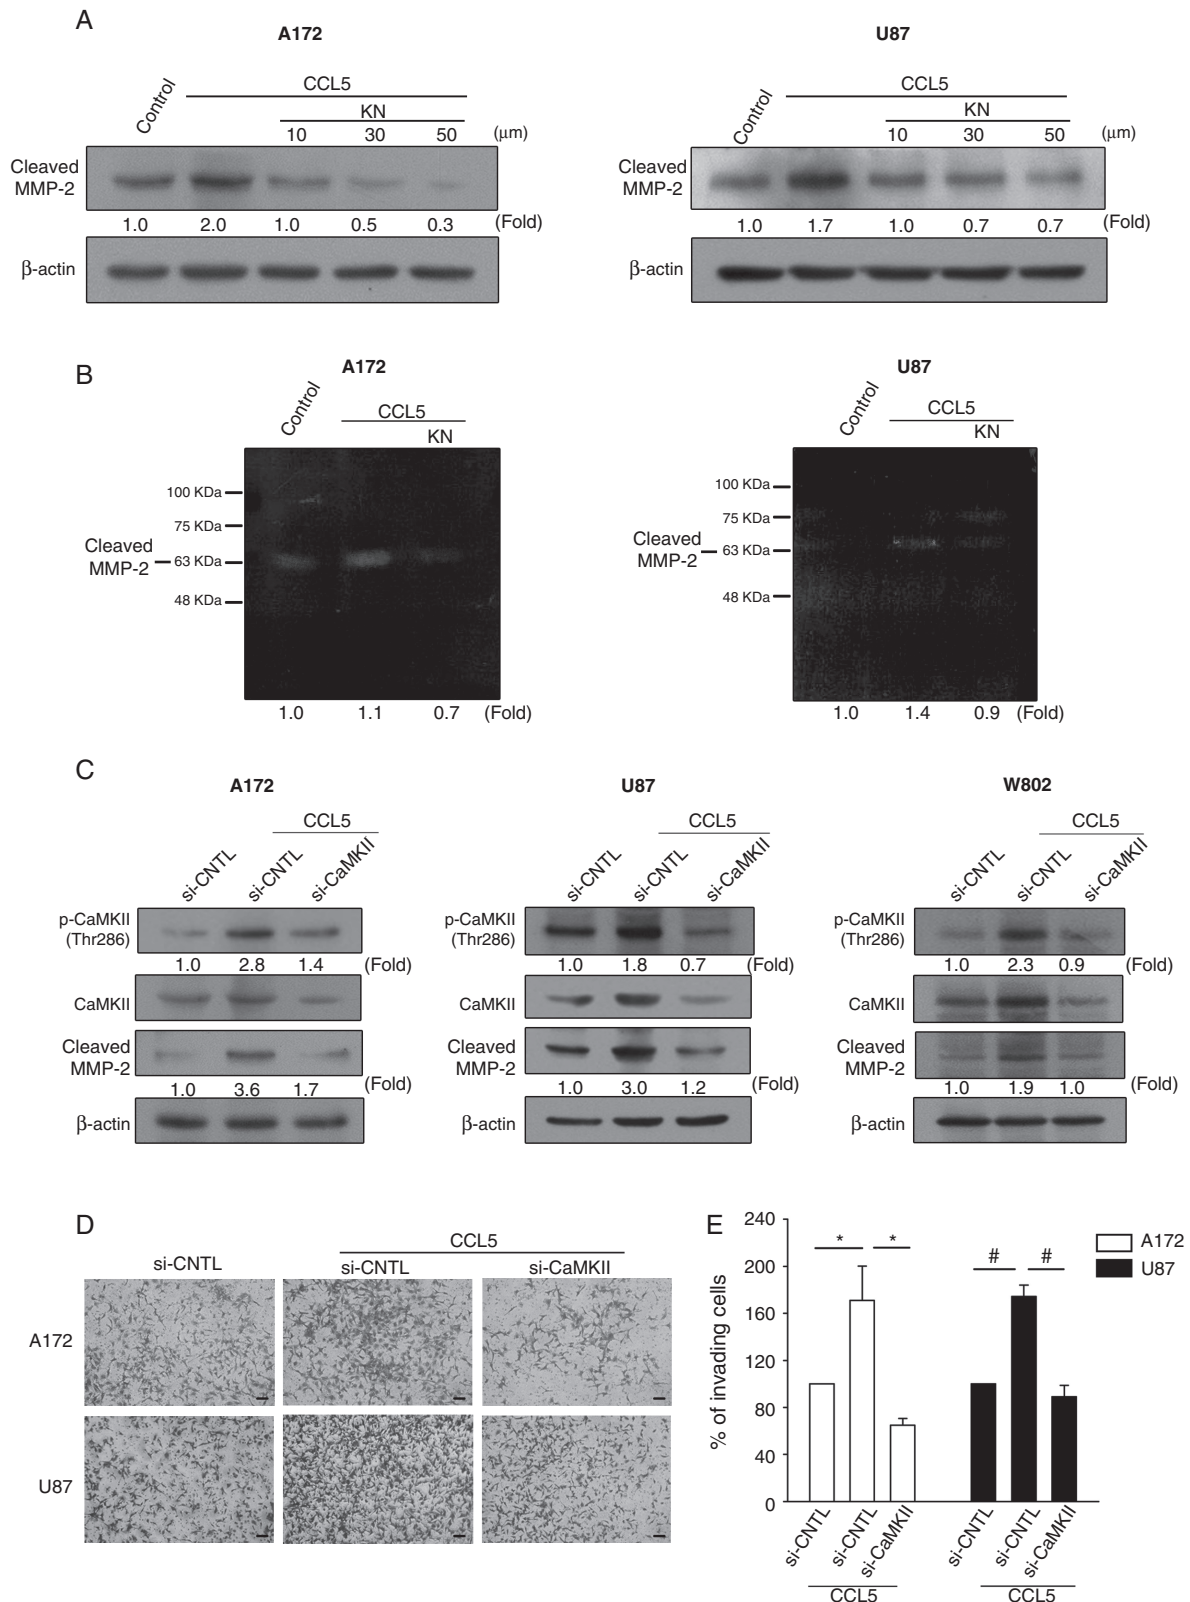 A
A172
U87
Control
CCL5
KN
10 30 50 (μm)
Cleaved
MMP-2
1.0 2.0 1.0 0.5 0.3 (Fold)
β-actin
Control
CCL5
KN
10 30 50 (μm)
Cleaved
MMP-2
1.0 1.7 1.0 0.7 0.7 (Fold)
β-actin
B
A172
Control
CCL5
KN
100 KDa
75 KDa
Cleaved
MMP-2
63 KDa
48 KDa
1.0 1.1 0.7 (Fold)
U87
Control
CCL5
KN
100 KDa
75 KDa
Cleaved
MMP-2
63 KDa
48 KDa
1.0 1.4 0.9 (Fold)
C
A172
CCL5
si-CNTL si-CNTL si-CaMKII
p-CaMKII
(Thr286)
1.0 2.8 1.4 (Fold)
CaMKII
Cleaved
MMP-2
1.0 3.6 1.7 (Fold)
β-actin
U87
CCL5
si-CNTL si-CNTL si-CaMKII
p-CaMKII
(Thr286)
1.0 1.8 0.7 (Fold)
CaMKII
Cleaved
MMP-2
1.0 3.0 1.2 (Fold)
β-actin
W802
CCL5
si-CNTL si-CNTL si-CaMKII
p-CaMKII
(Thr286)
1.0 2.3 0.9 (Fold)
CaMKII
Cleaved
MMP-2
1.0 1.9 1.0 (Fold)
β-actin
D
CCL5
si-CNTL si-CNTL si-CaMKII
A172
U87
E
% of invading cells
240
200
160
120
80
40
0
* *
# #
A172
U87
si-CNTL si-CNTL si-CaMKII
CCL5
si-CNTL si-CNTL si-CaMKII
CCL5